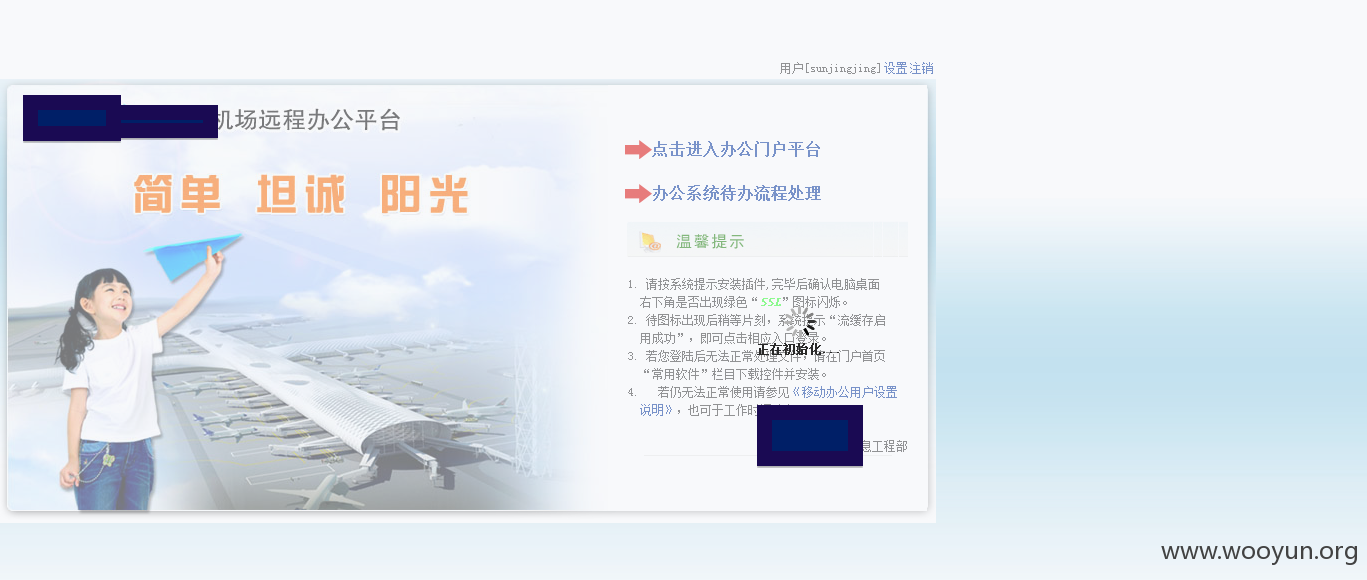 用户[sunjingjing]设置注销
机场远程办公平台
简单 坦诚 阳光
点击进入办公门户平台
办公系统待办流程处理
温馨提示
1. 请按系统提示安装插件,完毕后确认电脑桌面
右下角是否出现绿色“SSL”图标闪烁。
2. 待图标出现后稍等片刻，系统提示“流缓存启
用成功”，即可点击相应入口登录。
正在初始化
3. 若您登陆后无法正常处理文件，请在门户首页
“常用软件”栏目下载控件并安装。
4. 若仍无法正常使用请参见《移动办公用户设置
说明》，也可于工作时
息工程部
www.wooyun.org